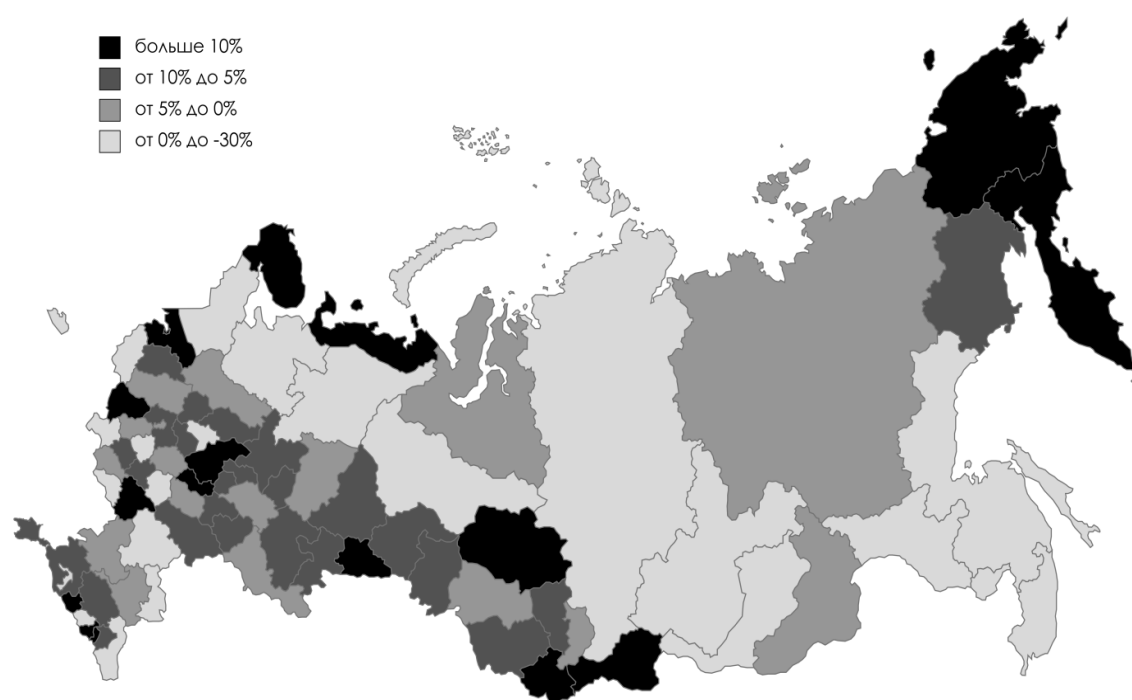 больше 10%
от 10% до 5%
от 5% до 0%
от 0% до -30%